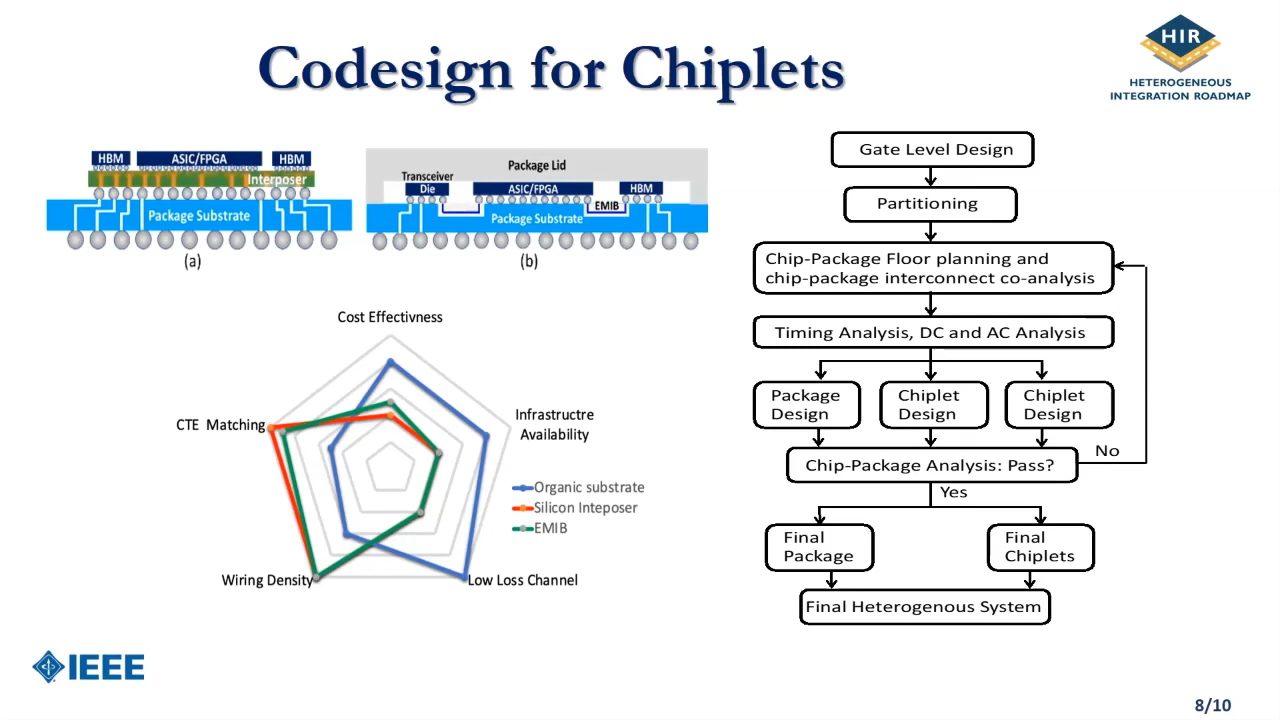 Codesign for Chiplets
HIR
HETEROGENEOUS
INTEGRATION ROADMAP
HBM
ASIC/FPGA
HBM
Interposer
Package Substrate
(a)
Package Lid
Transceiver
Die
ASIC/FPGA
HBM
EMIB
Package Substrate
(b)
Cost Effectivness
Infrastructre
Availability
Low Loss Channel
Wiring Density
CTE Matching
Organic substrate
Silicon Inteposer
EMIB
Gate Level Design
Partitioning
Chip-Package Floor planning and
chip-package interconnect co-analysis
Timing Analysis, DC and AC Analysis
Package
Design
Chiplet
Design
Chiplet
Design
Chip-Package Analysis: Pass?
No
Yes
Final
Package
Final
Chiplets
Final Heterogenous System
IEEE
8/10